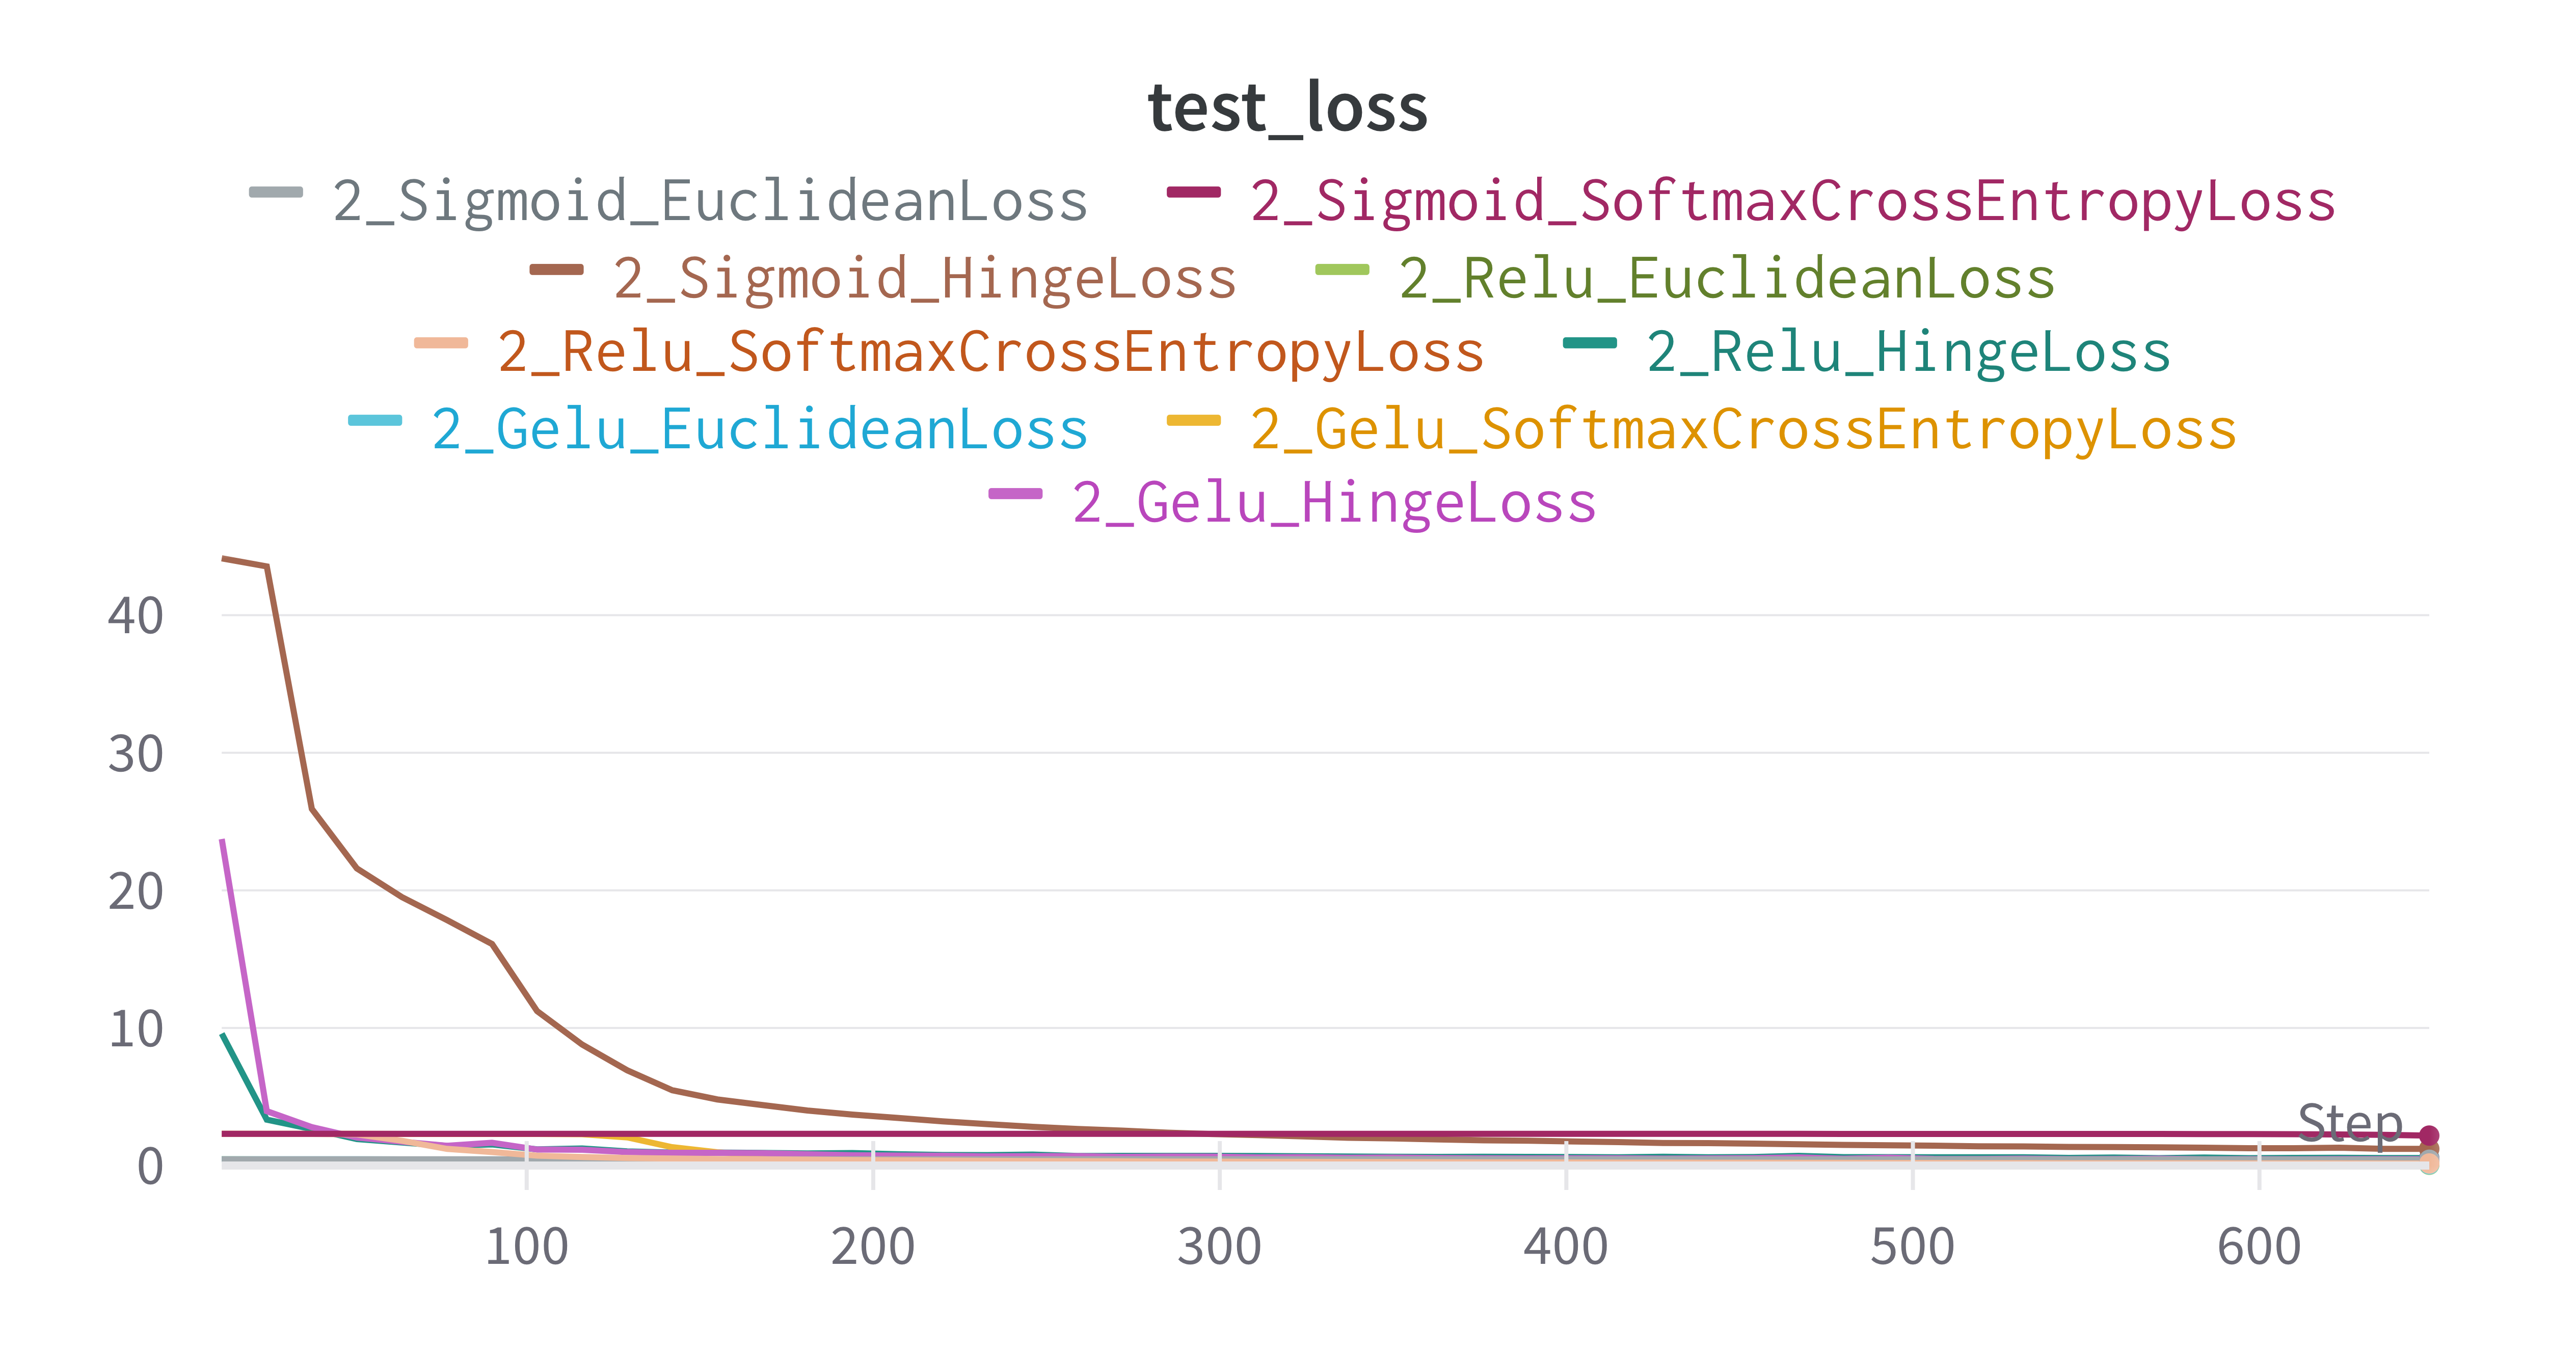 test_loss
2_Sigmoid_EuclideanLoss 2_Sigmoid_SoftmaxCrossEntropyLoss
2_Sigmoid_HingeLoss 2_Relu_EuclideanLoss
2_Relu_SoftmaxCrossEntropyLoss 2_Relu_HingeLoss
2_Gelu_EuclideanLoss 2_Gelu_SoftmaxCrossEntropyLoss
2_Gelu_HingeLoss
40
30
20
10
Step
0
100 200 300 400 500 600